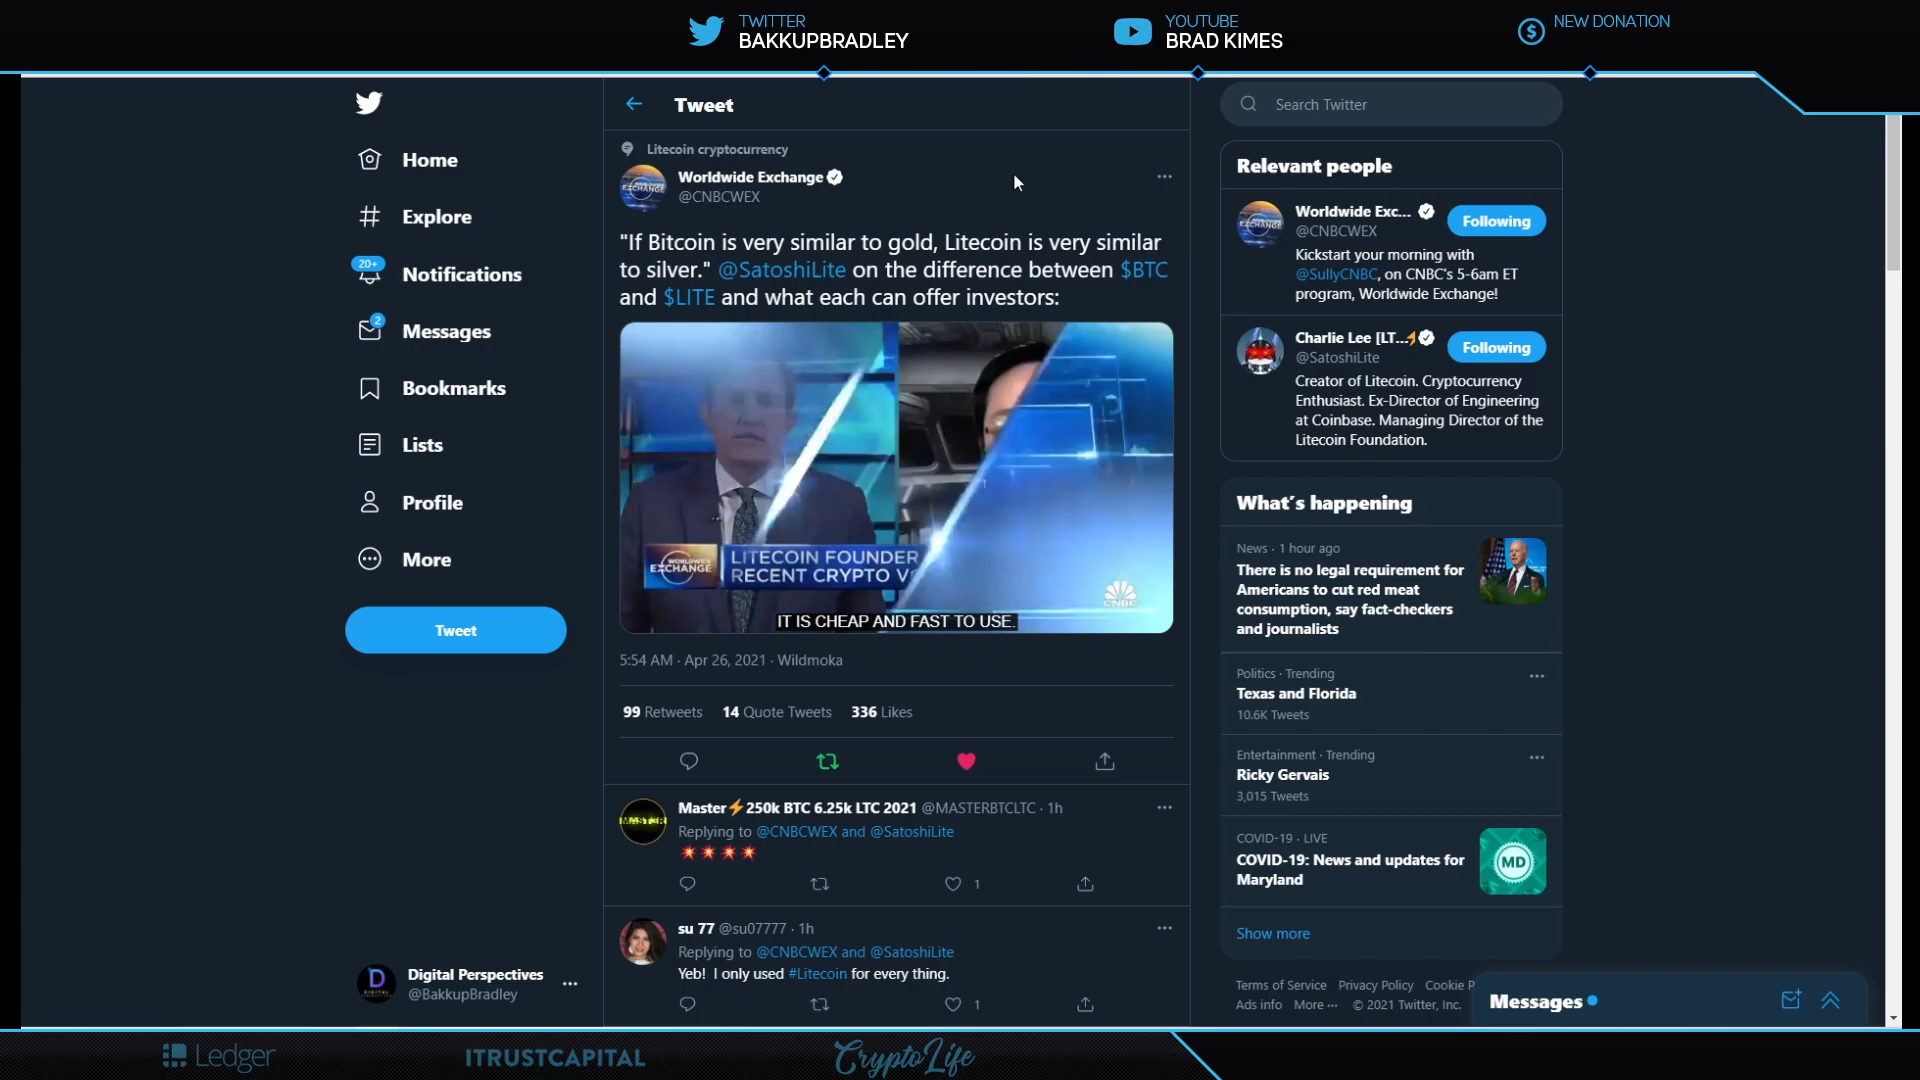 TWITTER
BAKKUPBRADLEY
YOUTUBE
BRAD KIMES
NEW DONATION
Home
Explore
20+
Notifications
2
Messages
Bookmarks
Lists
Profile
More
Tweet
Digital Perspectives
@BakkupBradley
Tweet
Litecoin cryptocurrency
Worldwide Exchange
@CNBCWEX
"If Bitcoin is very similar to gold, Litecoin is very similar
to silver." @SatoshiLite on the difference between $BTC
and $LITE and what each can offer investors:
WORLDWIDE
EXCHANGE
LITECOIN FOUNDER
RECENT CRYPTO V
CNBC
IT IS CHEAP AND FAST TO USE.
5:54 AM · Apr 26, 2021 · Wildmoka
99 Retweets 14 Quote Tweets 336 Likes
MASTER
Master⚡250k BTC 6.25k LTC 2021 @MASTERBTCLTC · 1h
Replying to @CNBCWEX and @SatoshiLite
💥 💥 💥 💥
1
su 77 @su07777 · 1h
Replying to @CNBCWEX and @SatoshiLite
Yeb! I only used #Litecoin for every thing.
1
Search Twitter
Relevant people
Worldwide Exc...
@CNBCWEX
Following
Kickstart your morning with
@SullyCNBC, on CNBC's 5-6am ET
program, Worldwide Exchange!
Charlie Lee [LT...⚡
@SatoshiLite
Following
Creator of Litecoin. Cryptocurrency
Enthusiast. Ex-Director of Engineering
at Coinbase. Managing Director of the
Litecoin Foundation.
What's happening
News · 1 hour ago
There is no legal requirement for
Americans to cut red meat
consumption, say fact-checkers
and journalists
Politics · Trending
Texas and Florida
10.6K Tweets
Entertainment · Trending
Ricky Gervais
3,015 Tweets
COVID-19 · LIVE
COVID-19: News and updates for
Maryland
MD
Show more
Terms of Service Privacy Policy Cookie P
Ads info More ··· © 2021 Twitter, Inc.
Messages
Ledger
ITRUSTCAPITAL
CryptoLife